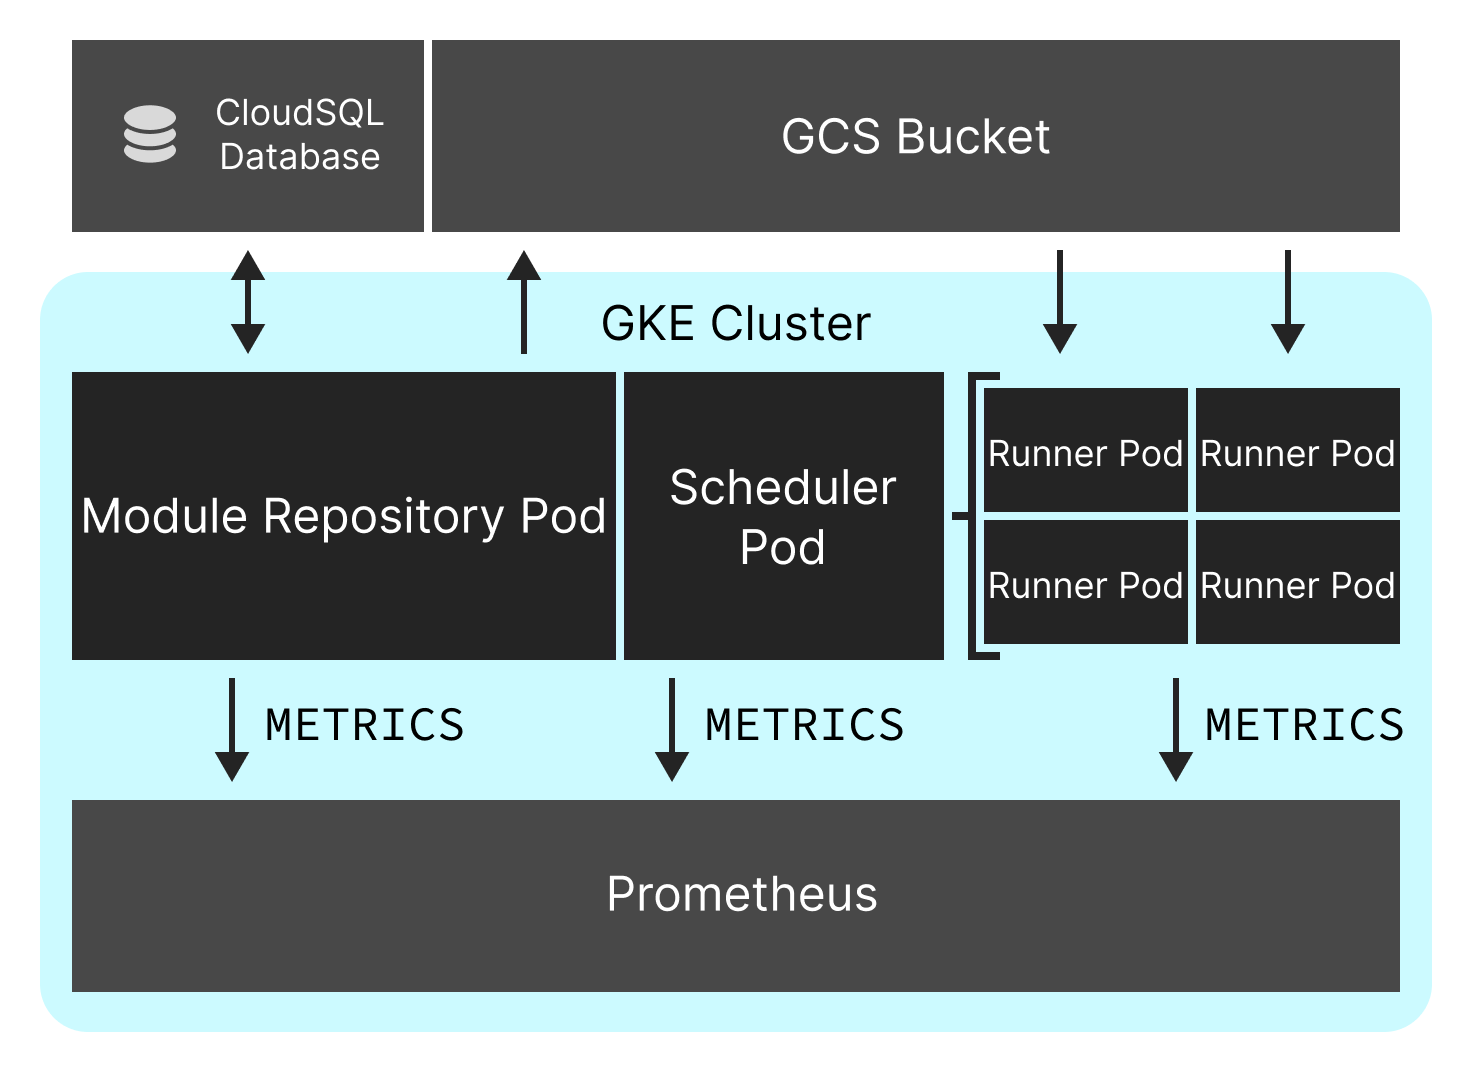 CloudSQL
Database
GCS Bucket
GKE Cluster
Module Repository Pod
Scheduler
Pod
Runner Pod
Runner Pod
Runner Pod
Runner Pod
METRICS
METRICS
METRICS
Prometheus